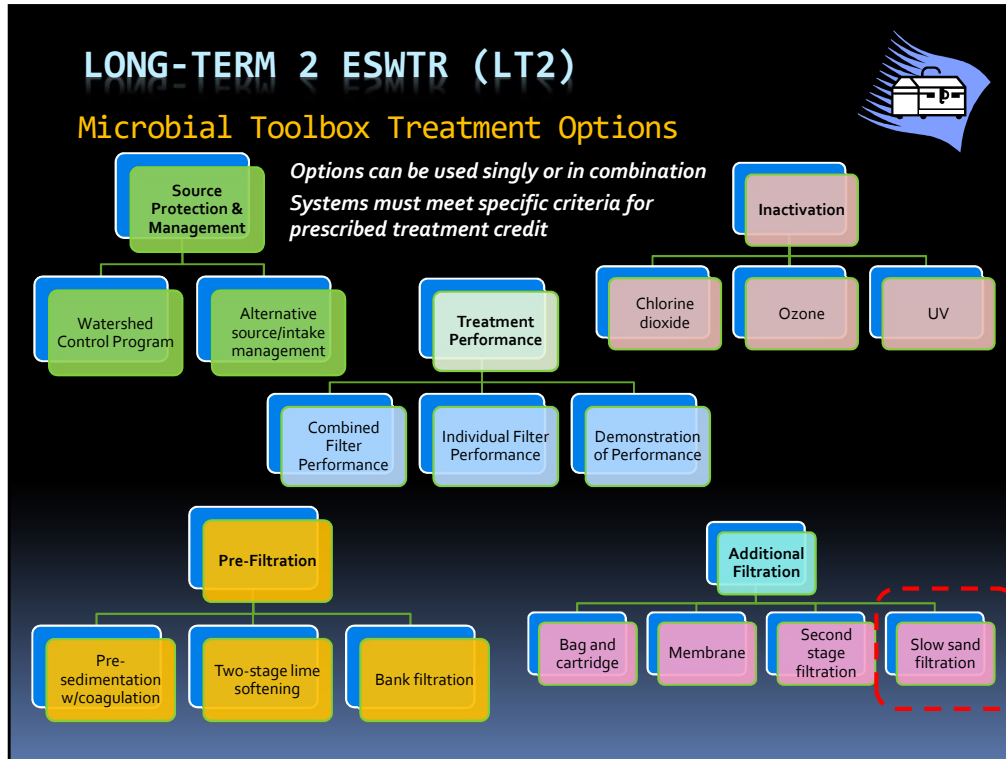 LONG-TERM 2 ESWTR (LT2)
Microbial Toolbox Treatment Options
Options can be used singly or in combination
Systems must meet specific criteria for
prescribed treatment credit
Source
Protection &
Management
Watershed
Control Program
Alternative
source/intake
management
Inactivation
Chlorine
dioxide
Ozone
UV
Treatment
Performance
Combined
Filter
Performance
Individual Filter
Performance
Demonstration
of Performance
Pre-Filtration
Pre-
sedimentation
w/coagulation
Two-stage lime
softening
Bank filtration
Additional
Filtration
Bag and
cartridge
Membrane
Second
stage
filtration
Slow sand
filtration